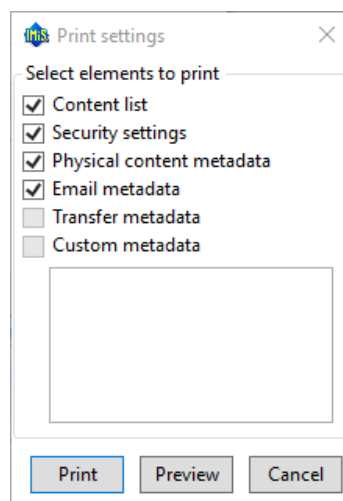 IMiS
Print settings
Select elements to print
Content list
Security settings
Physical content metadata
Email metadata
Transfer metadata
Custom metadata
Print
Preview
Cancel